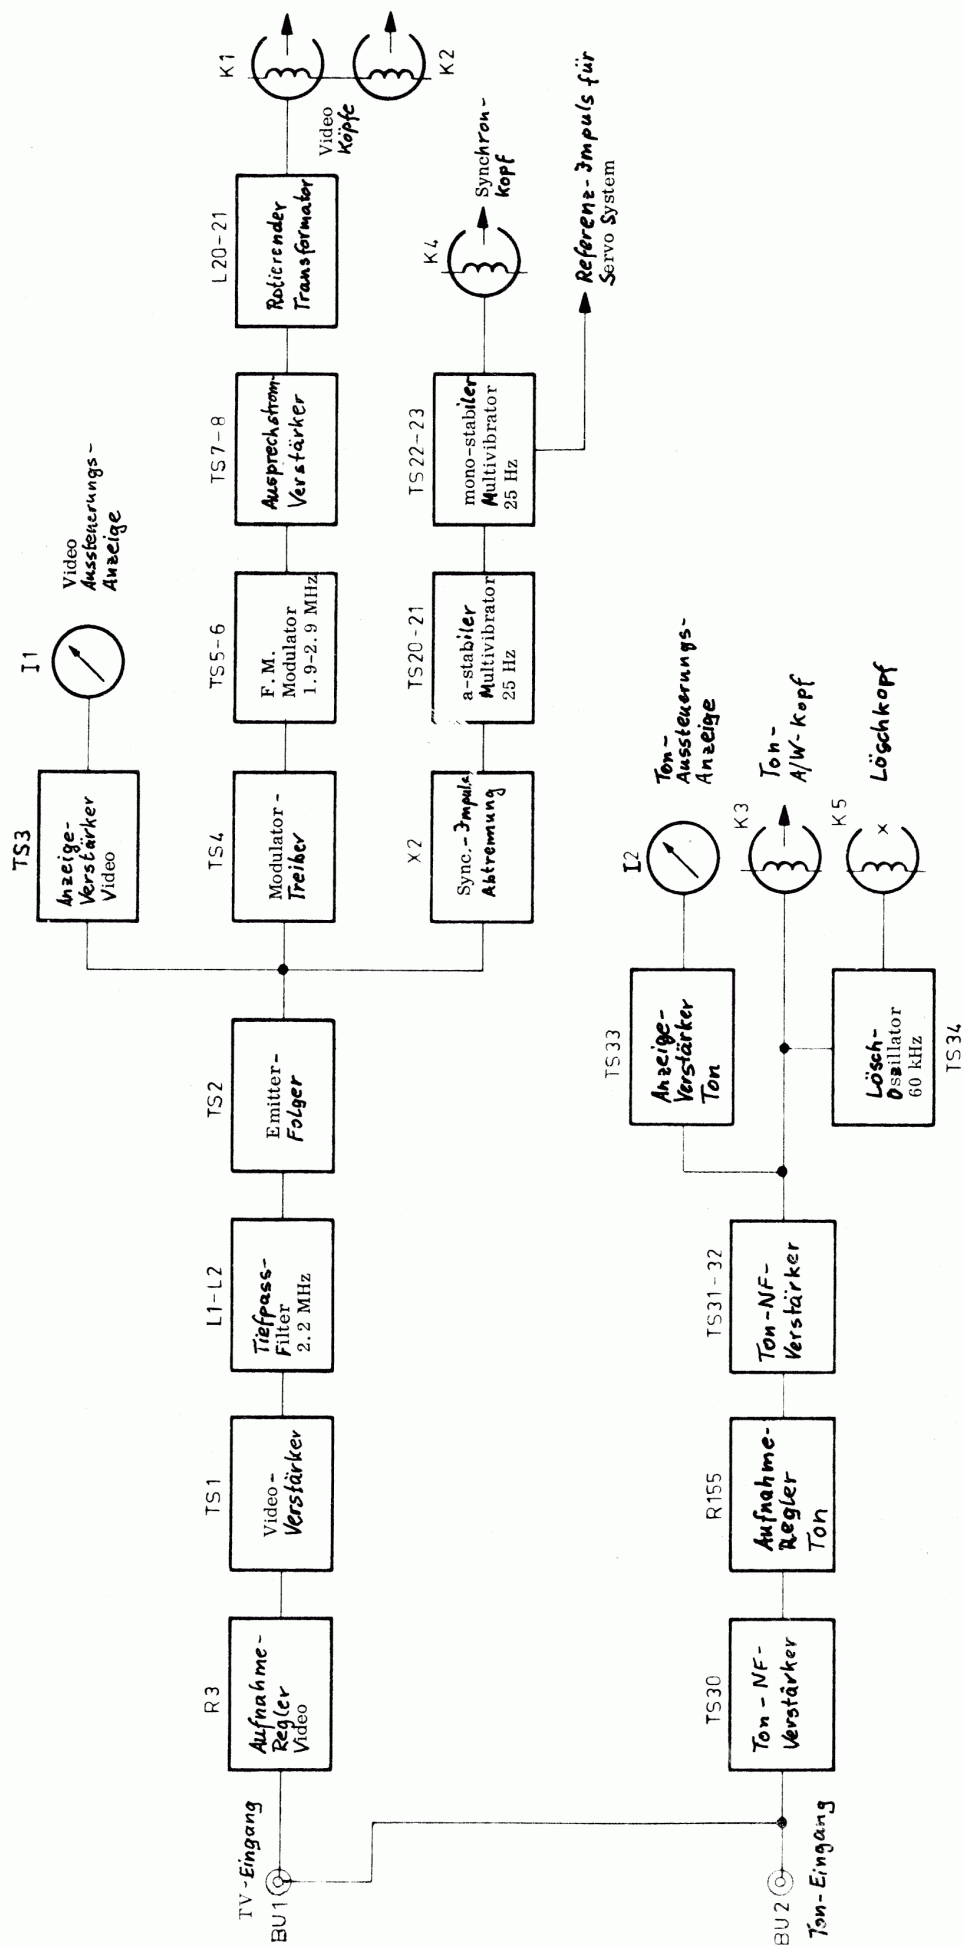 I1
Video
Aussteuerungs-
Anzeige
TS3
Anzeige-
Verstärker
Video
BU1
TV-Eingang
R3
Aufnahme-
Regler
Video
TS1
Video-
Verstärker
L1-L2
Tiefpass-
Filter
2.2 MHz
TS2
Emitter-
Folger
TS4
Modulator-
Treiber
TS5-6
F.M.
Modulator
1.9-2.9 MHz
TS7-8
Aussprechstrom-
Verstärker
L20-21
Rotierender
Transformator
K1
Video
Köpfe
K2
X2
Sync.-Impuls
Abtrennung
TS20-21
a-stabiler
Multivibrator
25 Hz
TS22-23
mono-stabiler
Multivibrator
25 Hz
K4
Synchron-
Kopf
Referenz-Impuls für
Servo System
BU2
Ton-Eingang
TS30
Ton-NF-
Verstärker
R155
Aufnahme-
Regler
Ton
TS31-32
Ton-NF-
Verstärker
TS33
Anzeige-
Verstärker
Ton
I2
Ton-
Aussteuerungs-
Anzeige
K3
Ton-
A/W-Kopf
TS34
Lösch-
Oszillator
60 kHz
K5
x
Löschkopf